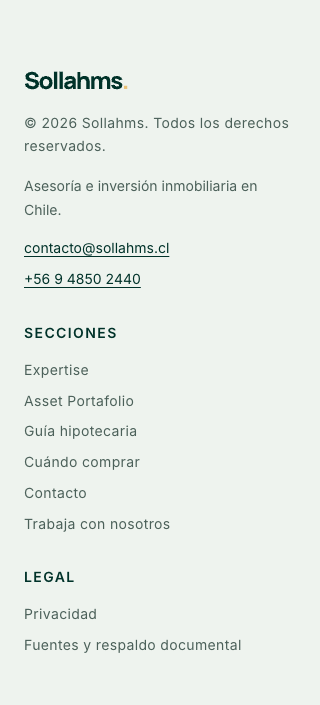 Sollahms.
© 2026 Sollahms. Todos los derechos
reservados.
Asesoría e inversión inmobiliaria en
Chile.
contacto@sollahms.cl
+56 9 4850 2440
SECCIONES
Expertise
Asset Portafolio
Guía hipotecaria
Cuándo comprar
Contacto
Trabaja con nosotros
LEGAL
Privacidad
Fuentes y respaldo documental